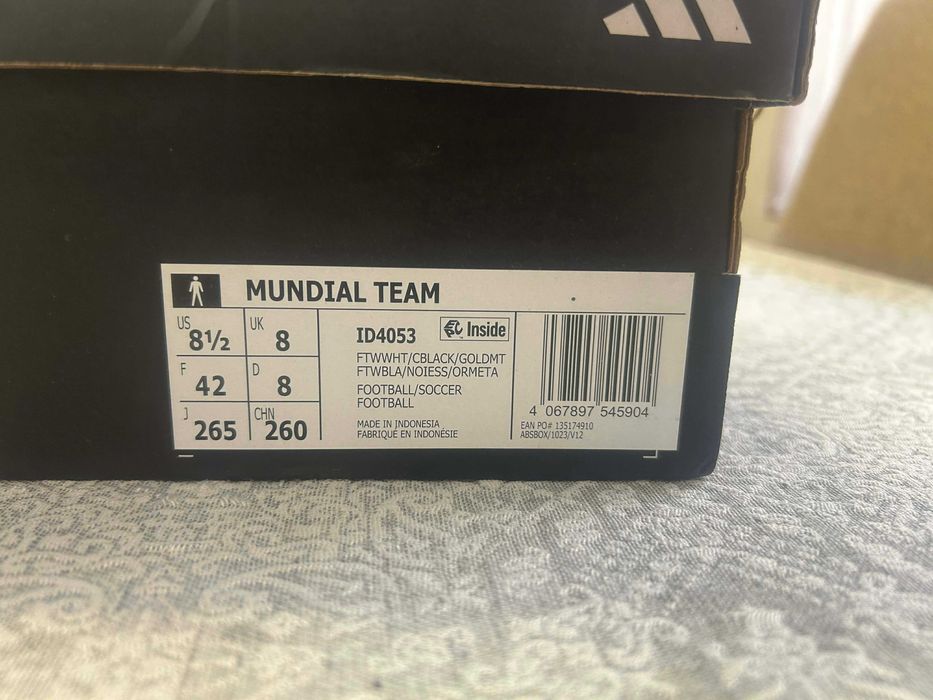 MUNDIAL TEAM
US 8½
UK 8
F 42
D 8
J 265
CHN 260
ID4053
Inside
FTWWHT/CBLACK/GOLDMT
FTWBLA/NOIESS/ORMETA
FOOTBALL/SOCCER
FOOTBALL
MADE IN INDONESIA
FABRIQUÉ EN INDONÉSIE
4 067897 545904
EAN PO# 135174910
ABSBOX/1023/V12